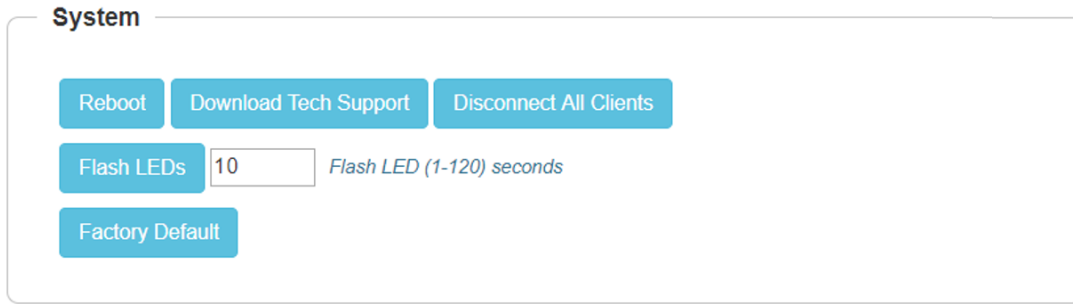 System
Reboot Download Tech Support Disconnect All Clients
Flash LEDs 10 Flash LED (1-120) seconds
Factory Default